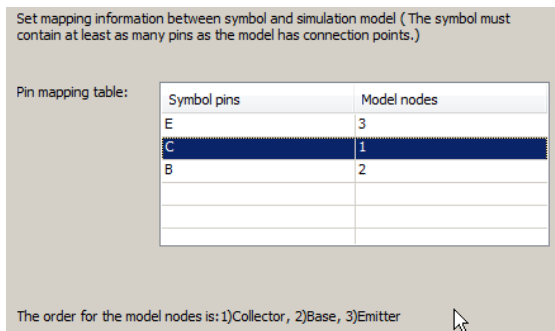 Set mapping information between symbol and simulation model ( The symbol must
contain at least as many pins as the model has connection points.)
Pin mapping table:
Symbol pins Model nodes
E 3
C 1
B 2
The order for the model nodes is:1)Collector, 2)Base, 3)Emitter